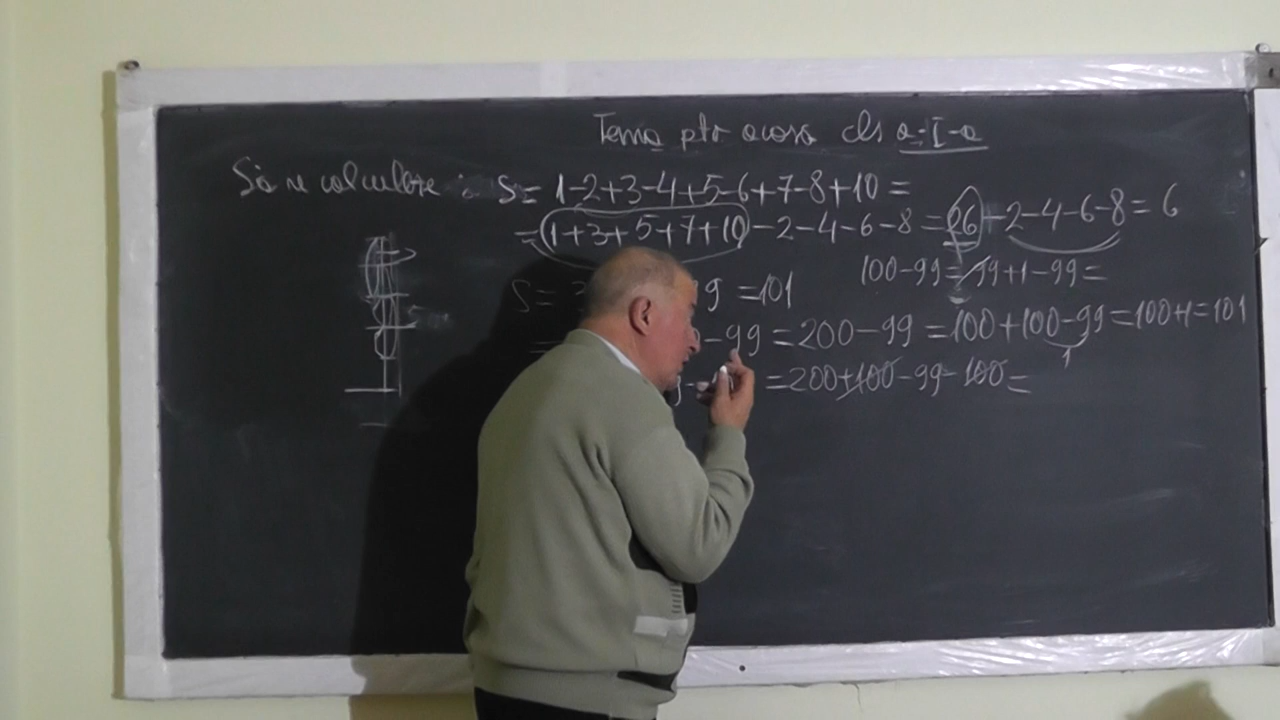 Tema ptr acasa cls a-I-a
Să se calculeze : S= 1-2+3-4+5-6+7-8+10 =
=(1+3+5+7+10)-2-4-6-8 = 26-2-4-6-8 = 6
100-99=99+1-99=
S= 9 =101
= -99 = 200-99 = 100+100-99 = 100+1=101
1
=200+100-99-100=